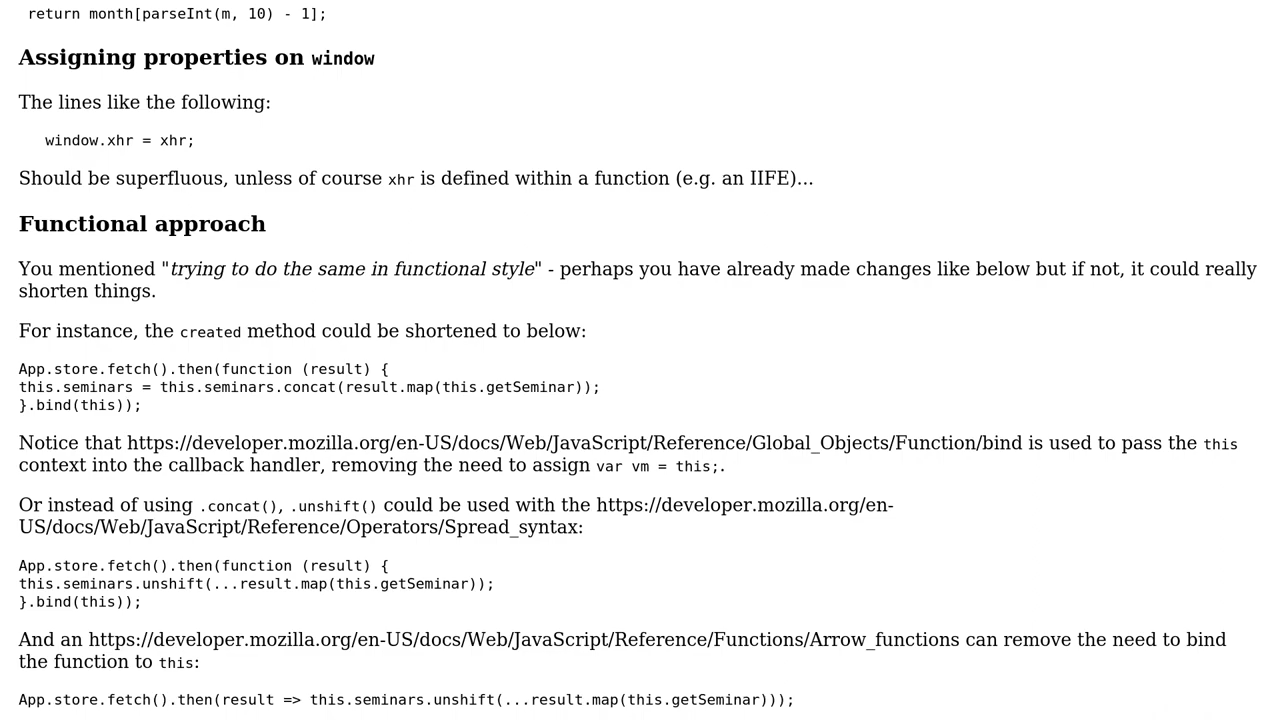 return month[parseInt(m, 10) - 1];
Assigning properties on window
The lines like the following:
window.xhr = xhr;
Should be superfluous, unless of course xhr is defined within a function (e.g. an IIFE)...
Functional approach
You mentioned "trying to do the same in functional style" - perhaps you have already made changes like below but if not, it could really
shorten things.
For instance, the created method could be shortened to below:
App.store.fetch().then(function (result) {
this.seminars = this.seminars.concat(result.map(this.getSeminar));
}.bind(this));
Notice that https://developer.mozilla.org/en-US/docs/Web/JavaScript/Reference/Global_Objects/Function/bind is used to pass the this
context into the callback handler, removing the need to assign var vm = this;.
Or instead of using .concat(), .unshift() could be used with the https://developer.mozilla.org/en-
US/docs/Web/JavaScript/Reference/Operators/Spread_syntax:
App.store.fetch().then(function (result) {
this.seminars.unshift(...result.map(this.getSeminar));
}.bind(this));
And an https://developer.mozilla.org/en-US/docs/Web/JavaScript/Reference/Functions/Arrow_functions can remove the need to bind
the function to this:
App.store.fetch().then(result => this.seminars.unshift(...result.map(this.getSeminar)));